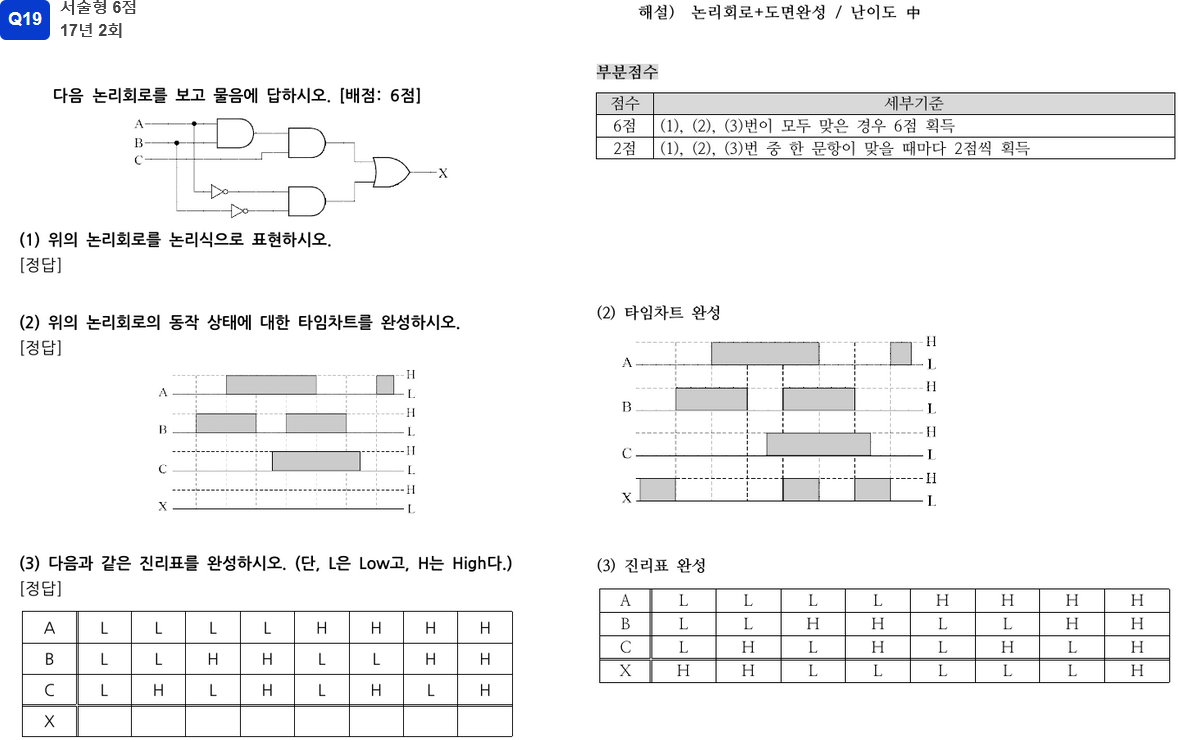 Q19
서술형 6점
17년 2회
다음 논리회로를 보고 물음에 답하시오. [배점: 6점]
A
B
C
X
(1) 위의 논리회로를 논리식으로 표현하시오.
[정답]
(2) 위의 논리회로의 동작 상태에 대한 타임차트를 완성하시오.
[정답]
H
A L
H
B L
H
C L
H
X L
(3) 다음과 같은 진리표를 완성하시오. (단, L은 Low고, H는 High다.)
[정답]
A L L L L H H H H
B L L H H L L H H
C L H L H L H L H
X
해설) 논리회로+도면완성 / 난이도 中
부분점수
점수 세부기준
6점 (1), (2), (3)번이 모두 맞은 경우 6점 획득
2점 (1), (2), (3)번 중 한 문항이 맞을 때마다 2점씩 획득
(2) 타임차트 완성
H
A L
H
B L
H
C L
H
X L
(3) 진리표 완성
A L L L L H H H H
B L L H H L L H H
C L H L H L H L H
X H H L L L L L H